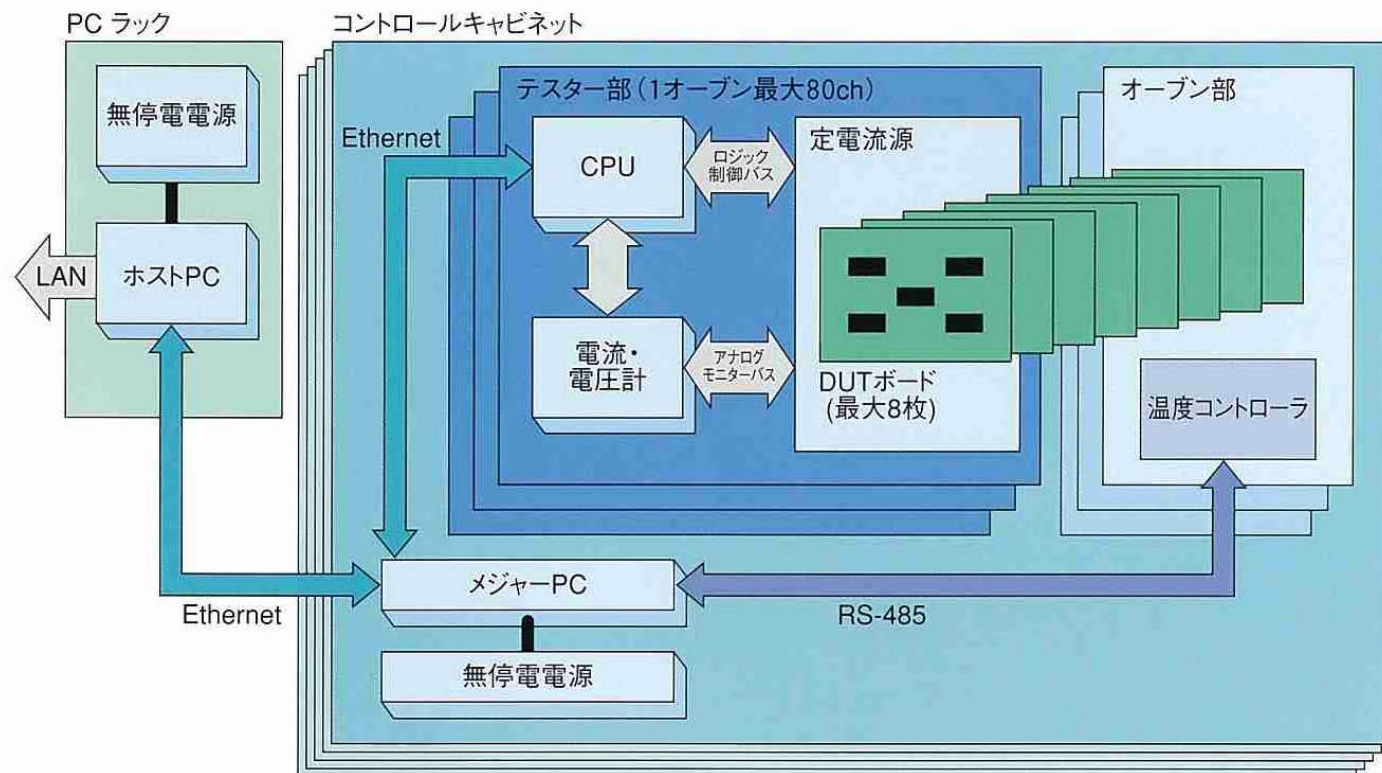 PC ラック
無停電電源
LAN
ホストPC
Ethernet
コントロールキャビネット
テスター部(1オーブン最大80ch)
Ethernet
CPU
ロジック
制御バス
定電流源
電流・
電圧計
アナログ
モニターバス
DUTボード
(最大8枚)
オーブン部
温度コントローラ
メジャーPC
RS-485
無停電電源